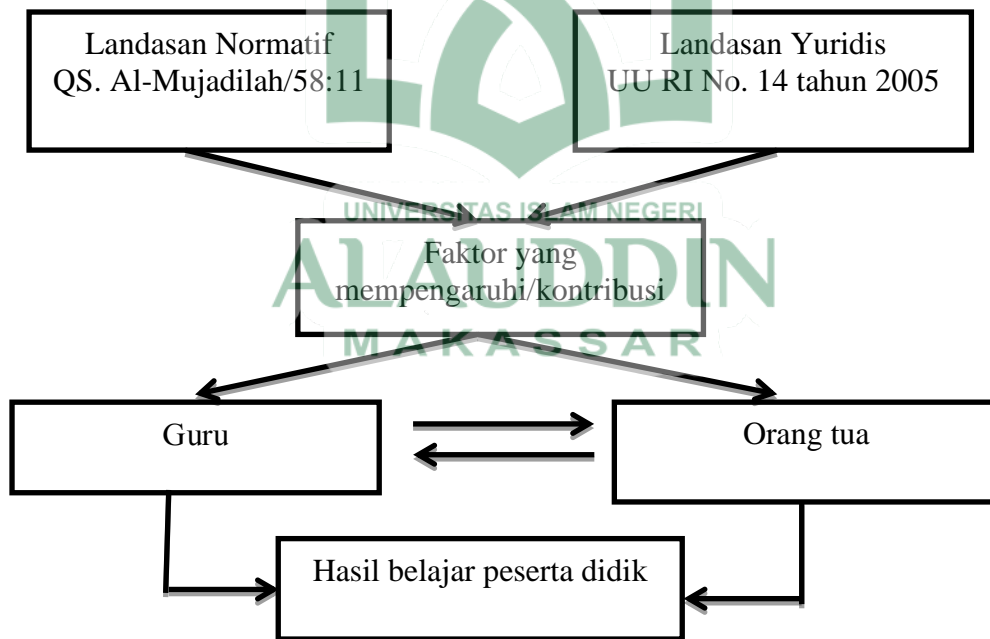 Landasan Normatif
QS. Al-Mujadilah/58:11
Landasan Yuridis
UU RI No. 14 tahun 2005
UNIVERSITAS ISLAM NEGERI
Faktor yang
ALAUDDIN
mempengaruhi/kontribusi
MAKASSAR
Guru
Orang tua
Hasil belajar peserta didik